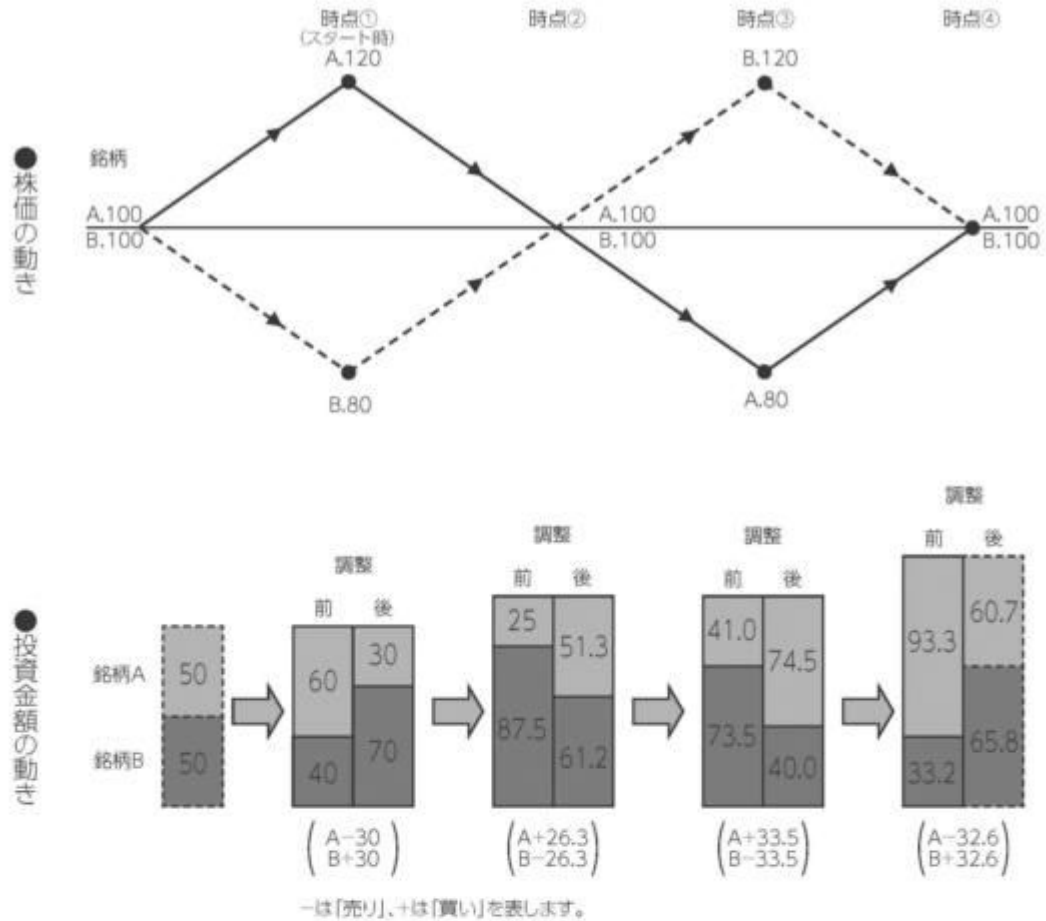 時点① 時点② 時点③ 時点④
(スタート時)
A.120 B.120
●株価の動き
銘柄
A.100 A.100 A.100
B.100 B.100 B.100
B.80 A.80
調整
調整 調整
調整 前 後
前 後 前 後 前 後
●投資金額の動き
銘柄A 50 60 30 25 51.3 41.0 74.5 93.3 60.7
銘柄B 50 40 70 87.5 61.2 73.5 40.0 33.2 65.8
A−30 A+26.3 A+33.5 A−32.6
B+30 B−26.3 B−33.5 B+32.6
−は「売り」、+は「買い」を表します。